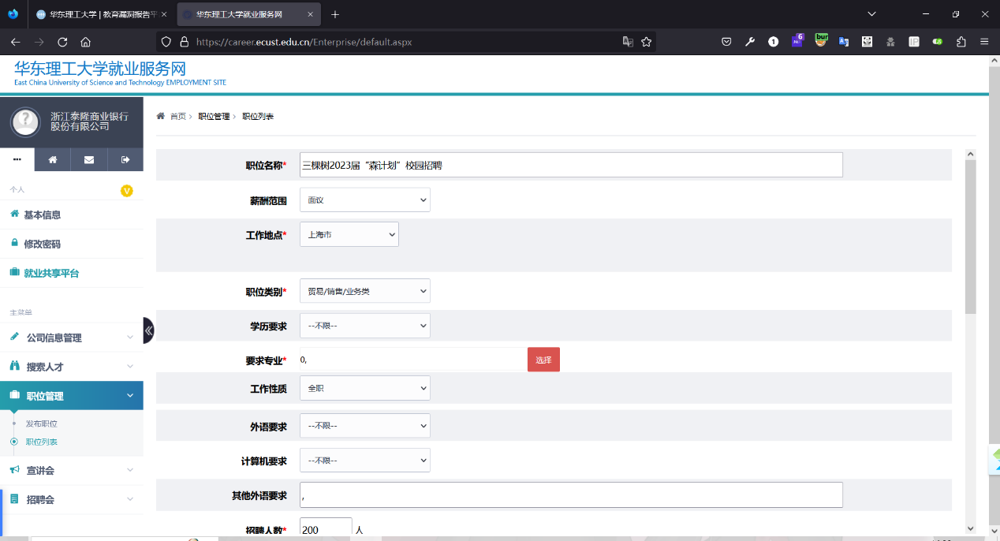 华东理工大学 | 教育漏洞报告平
华东理工大学就业服务网
https://career.ecust.edu.cn/Enterprise/default.aspx
6
bur
华东理工大学就业服务网
East China University of Science and Technology EMPLOYMENT SITE
浙江泰隆商业银行
股份有限公司
首页 > 职位管理 > 职位列表
个人
V
基本信息
修改密码
就业共享平台
主菜单
公司信息管理
搜索人才
职位管理
发布职位
职位列表
宣讲会
招聘会
职位名称* 三棵树2023届“森计划”校园招聘
薪酬范围 面议
工作地点* 上海市
职位类别* 贸易/销售/业务类
学历要求 --不限--
要求专业* 0, 选择
工作性质 全职
外语要求 --不限--
计算机要求 --不限--
其他外语要求 ,
招聘人数* 200 人